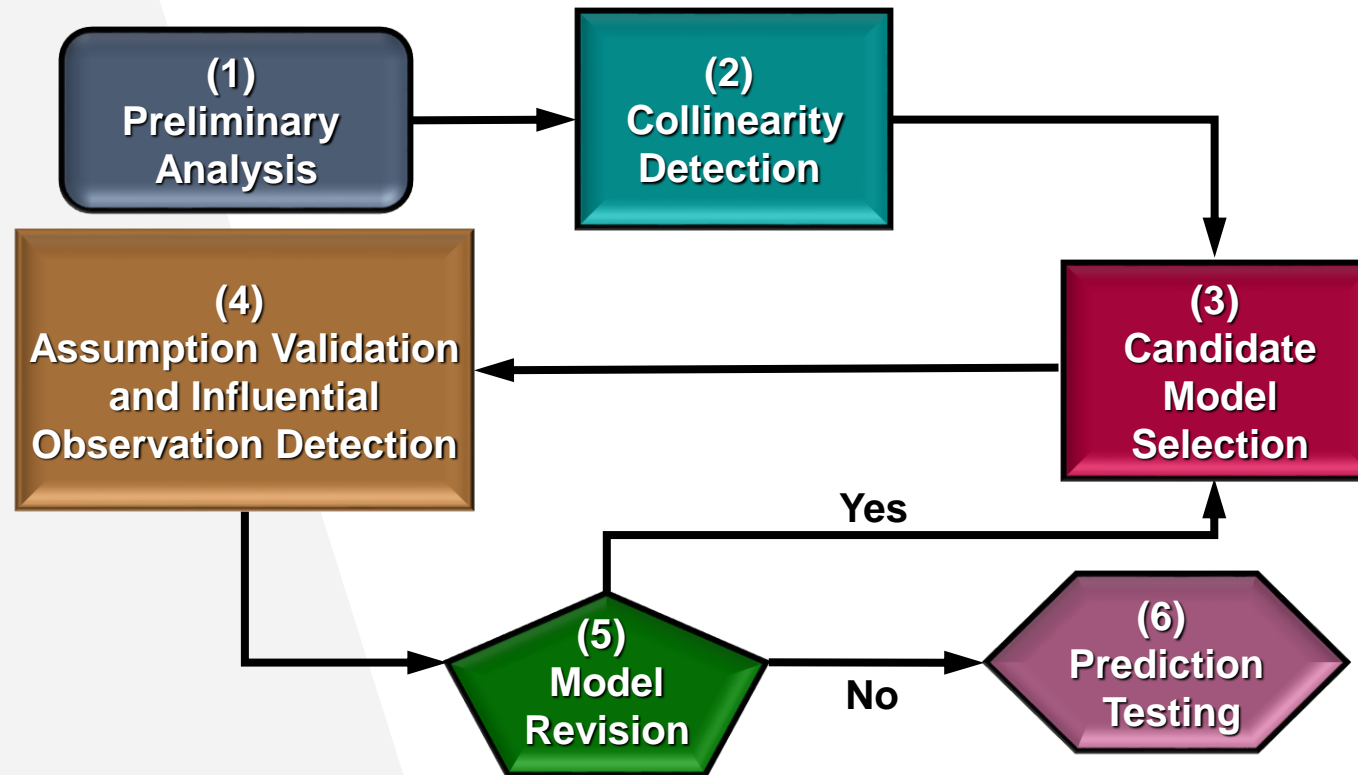 (1)
Preliminary
Analysis
(2)
Collinearity
Detection
(3)
Candidate
Model
Selection
(4)
Assumption Validation
and Influential
Observation Detection
Yes
(5)
Model
Revision
No
(6)
Prediction
Testing